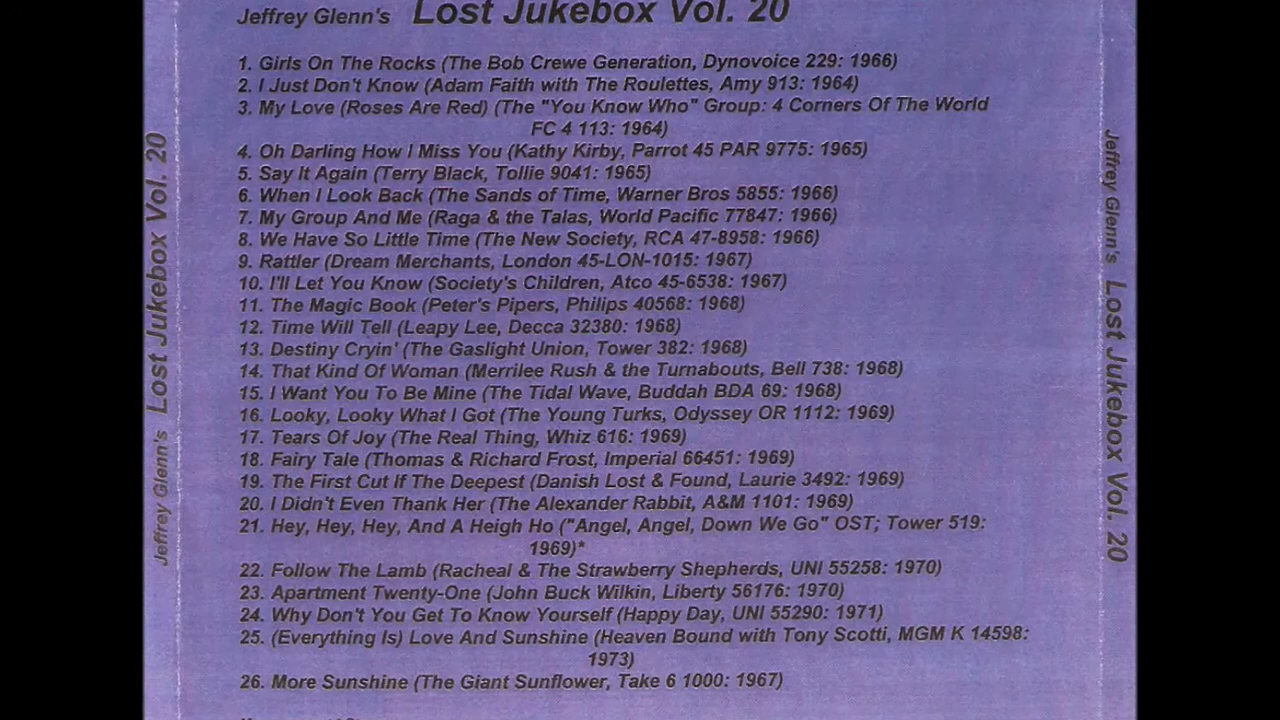 Jeffrey Glenn's Lost Jukebox Vol. 20
1. Girls On The Rocks (The Bob Crewe Generation, Dynovoice 229: 1966)
2. I Just Don't Know (Adam Faith with The Roulettes, Amy 913: 1964)
3. My Love (Roses Are Red) (The "You Know Who" Group: 4 Corners Of The World
FC 4 113: 1964)
4. Oh Darling How I Miss You (Kathy Kirby, Parrot 45 PAR 9775: 1965)
5. Say It Again (Terry Black, Tollie 9041: 1965)
6. When I Look Back (The Sands of Time, Warner Bros 5855: 1966)
7. My Group And Me (Raga & the Talas, World Pacific 77847: 1966)
8. We Have So Little Time (The New Society, RCA 47-8958: 1966)
9. Rattler (Dream Merchants, London 45-LON-1015: 1967)
10. I'll Let You Know (Society's Children, Atco 45-6538: 1967)
11. The Magic Book (Peter's Pipers, Philips 40568: 1968)
12. Time Will Tell (Leapy Lee, Decca 32380: 1968)
13. Destiny Cryin' (The Gaslight Union, Tower 382: 1968)
14. That Kind Of Woman (Merrilee Rush & the Turnabouts, Bell 738: 1968)
15. I Want You To Be Mine (The Tidal Wave, Buddah BDA 69: 1968)
16. Looky, Looky What I Got (The Young Turks, Odyssey OR 1112: 1969)
17. Tears Of Joy (The Real Thing, Whiz 616: 1969)
18. Fairy Tale (Thomas & Richard Frost, Imperial 66451: 1969)
19. The First Cut If The Deepest (Danish Lost & Found, Laurie 3492: 1969)
20. I Didn't Even Thank Her (The Alexander Rabbit, A&M 1101: 1969)
21. Hey, Hey, Hey, And A Heigh Ho ("Angel, Angel, Down We Go" OST; Tower 519:
1969)*
22. Follow The Lamb (Racheal & The Strawberry Shepherds, UNI 55258: 1970)
23. Apartment Twenty-One (John Buck Wilkin, Liberty 56176: 1970)
24. Why Don't You Get To Know Yourself (Happy Day, UNI 55290: 1971)
25. (Everything Is) Love And Sunshine (Heaven Bound with Tony Scotti, MGM K 14598:
1973)
26. More Sunshine (The Giant Sunflower, Take 6 1000: 1967)
Jeffrey Glenn's Lost Jukebox Vol. 20
Jeffrey Glenn's Lost Jukebox Vol. 20